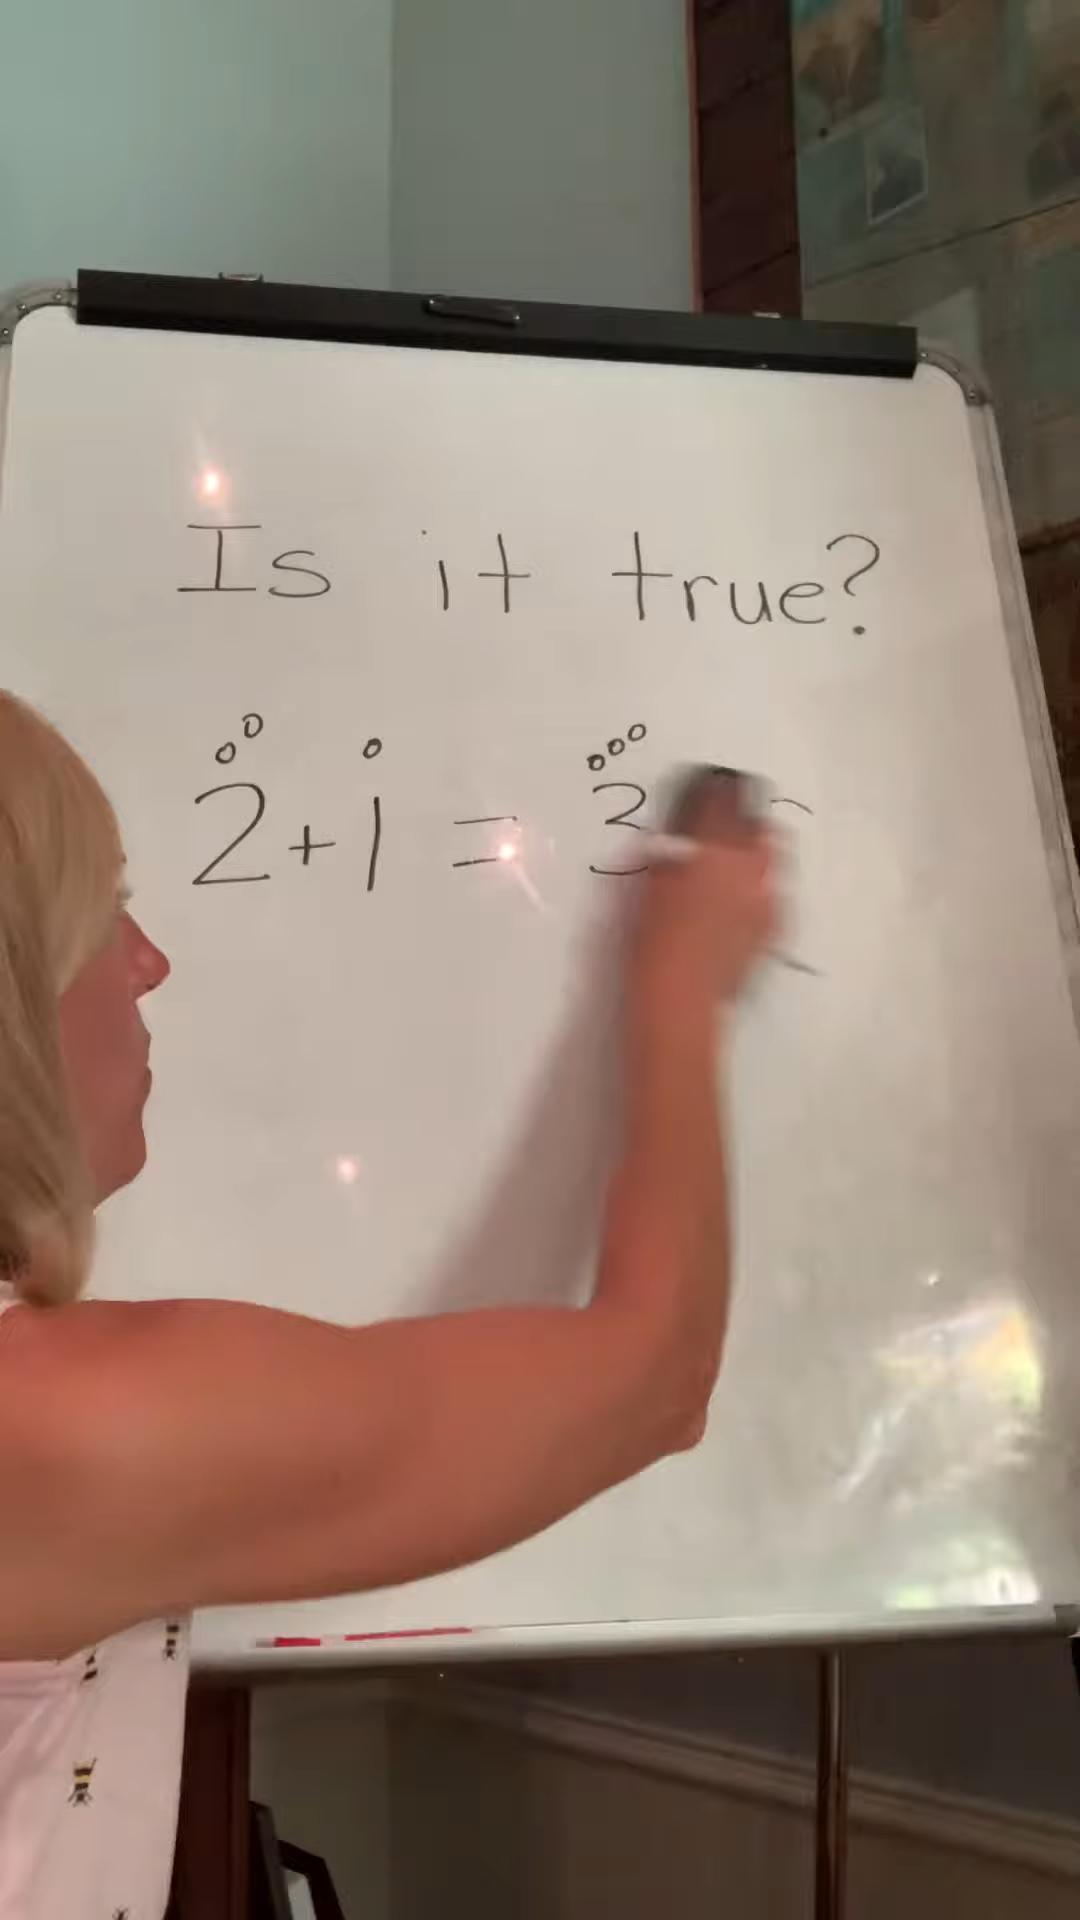 Is it true?
2 + 1 = 3